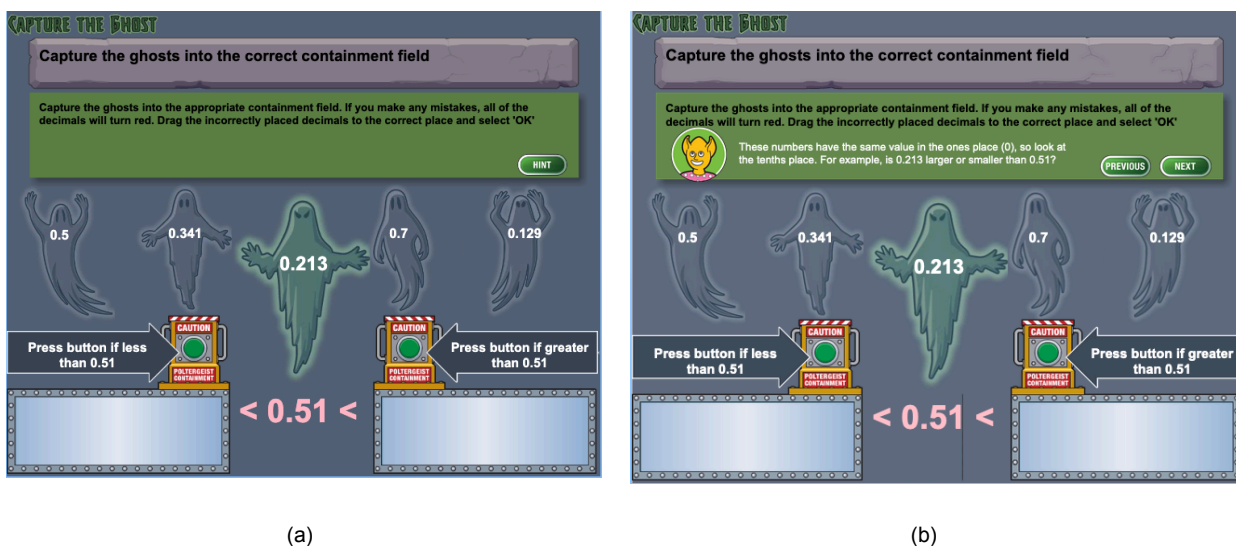 CAPTURE THE GHOST
Capture the ghosts into the correct containment field
Capture the ghosts into the appropriate containment field. If you make any mistakes, all of the
decimals will turn red. Drag the incorrectly placed decimals to the correct place and select 'OK'
HINT
0.5
0.341
0.213
0.7
0.129
Press button if less
than 0.51
CAUTION
POLTERGEIST
CONTAINMENT
CAUTION
POLTERGEIST
CONTAINMENT
Press button if greater
than 0.51
< 0.51 <
(a)
CAPTURE THE GHOST
Capture the ghosts into the correct containment field
Capture the ghosts into the appropriate containment field. If you make any mistakes, all of the
decimals will turn red. Drag the incorrectly placed decimals to the correct place and select 'OK'
These numbers have the same value in the ones place (0), so look at
the tenths place. For example, is 0.213 larger or smaller than 0.51?
PREVIOUS
NEXT
0.5
0.341
0.213
0.7
0.129
Press button if less
than 0.51
CAUTION
POLTERGEIST
CONTAINMENT
CAUTION
POLTERGEIST
CONTAINMENT
Press button if greater
than 0.51
< 0.51 <
(b)